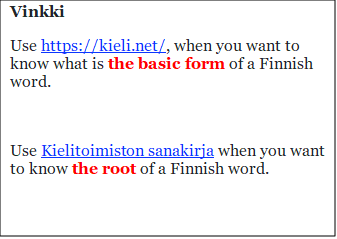 Vinkki
Use https://kieli.net/, when you want to
know what is the basic form of a Finnish
word.
Use Kielitoimiston sanakirja when you want
to know the root of a Finnish word.